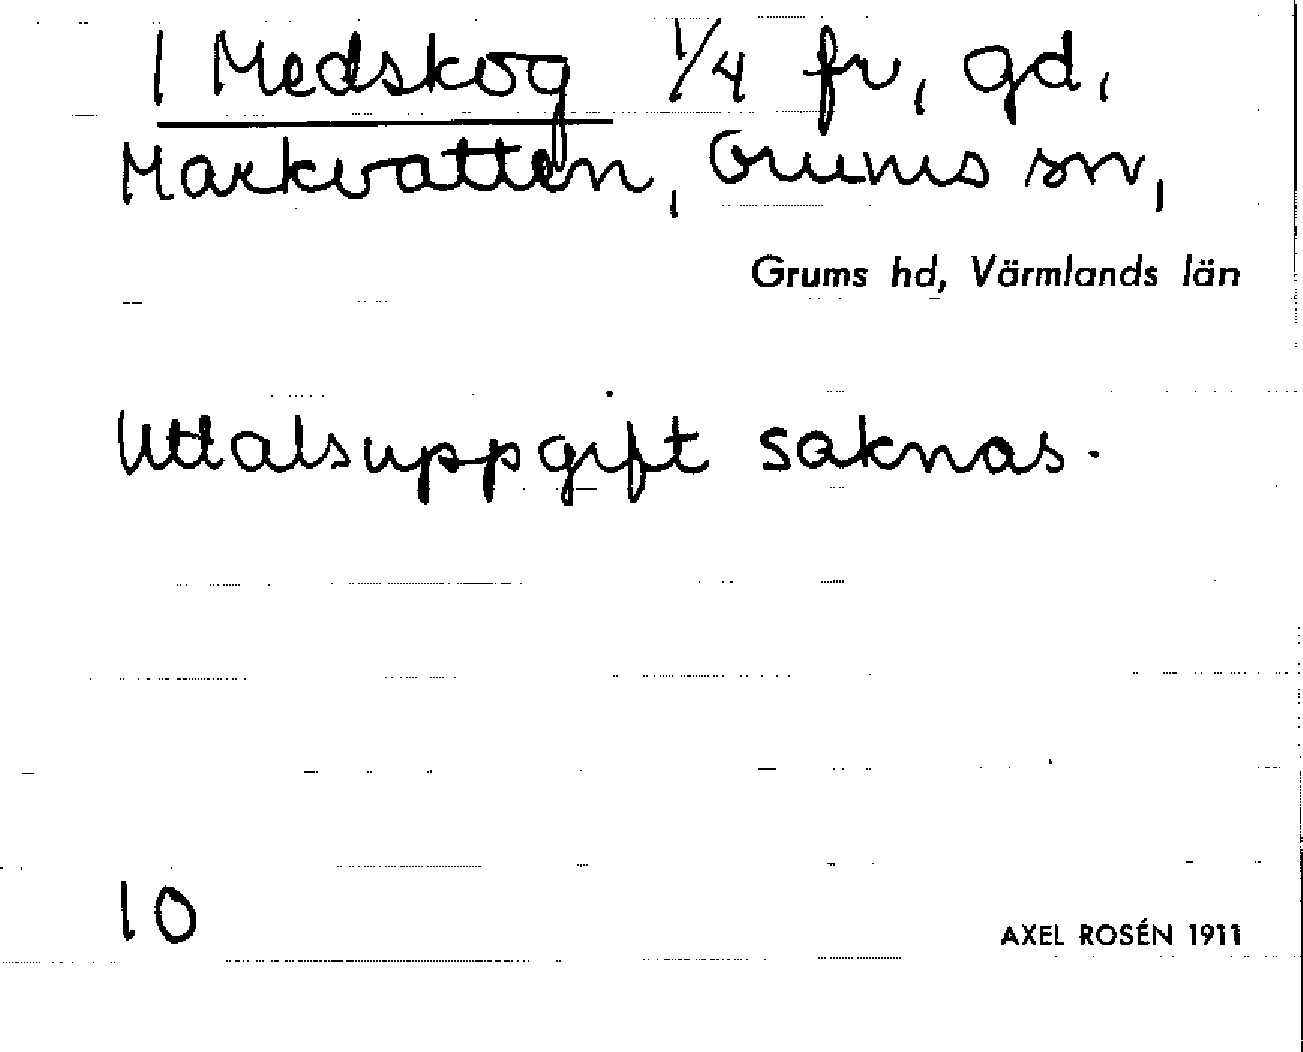 1 Medskog 1/4 fr, gd,
Markvatten, Grums sn,
Grums hd, Värmlands län
Uttalsuppgift saknas.
10
AXEL ROSÉN 1911